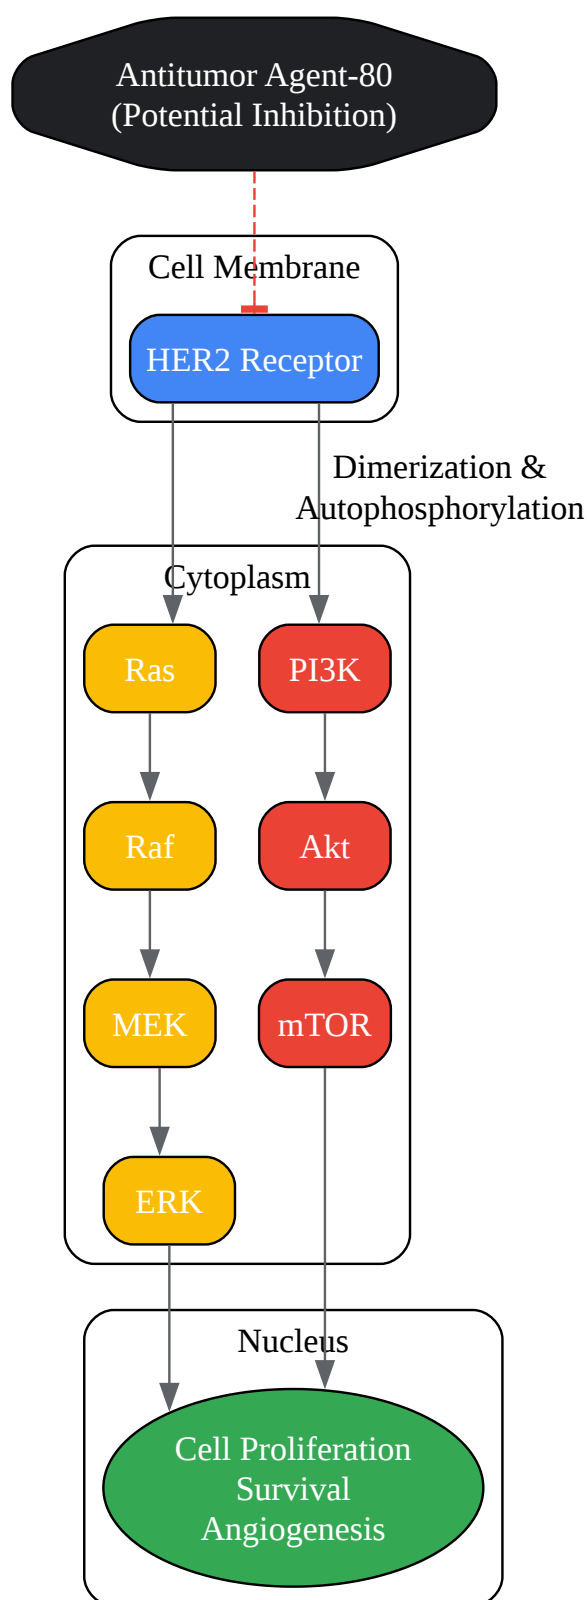 Antitumor Agent-80
(Potential Inhibition)
Cell Membrane
HER2 Receptor
Dimerization &
Autophosphorylation
Cytoplasm
Ras
PI3K
Raf
Akt
MEK
mTOR
ERK
Nucleus
Cell Proliferation
Survival
Angiogenesis